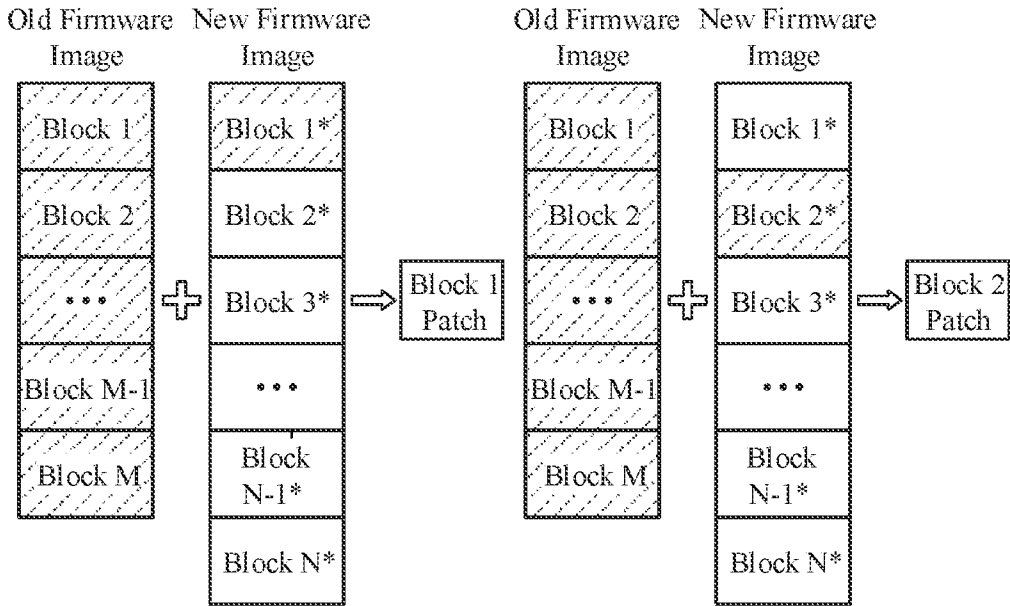 Old Firmware
Image
New Firmware
Image
Block 1
Block 2
•••
Block M-1
Block M
Block 1*
Block 2*
Block 3*
•••
Block
N-1*
Block N*
Block 1
Patch
Old Firmware
Image
New Firmware
Image
Block 1
Block 2
•••
Block M-1
Block M
Block 1*
Block 2*
Block 3*
•••
Block
N-1*
Block N*
Block 2
Patch